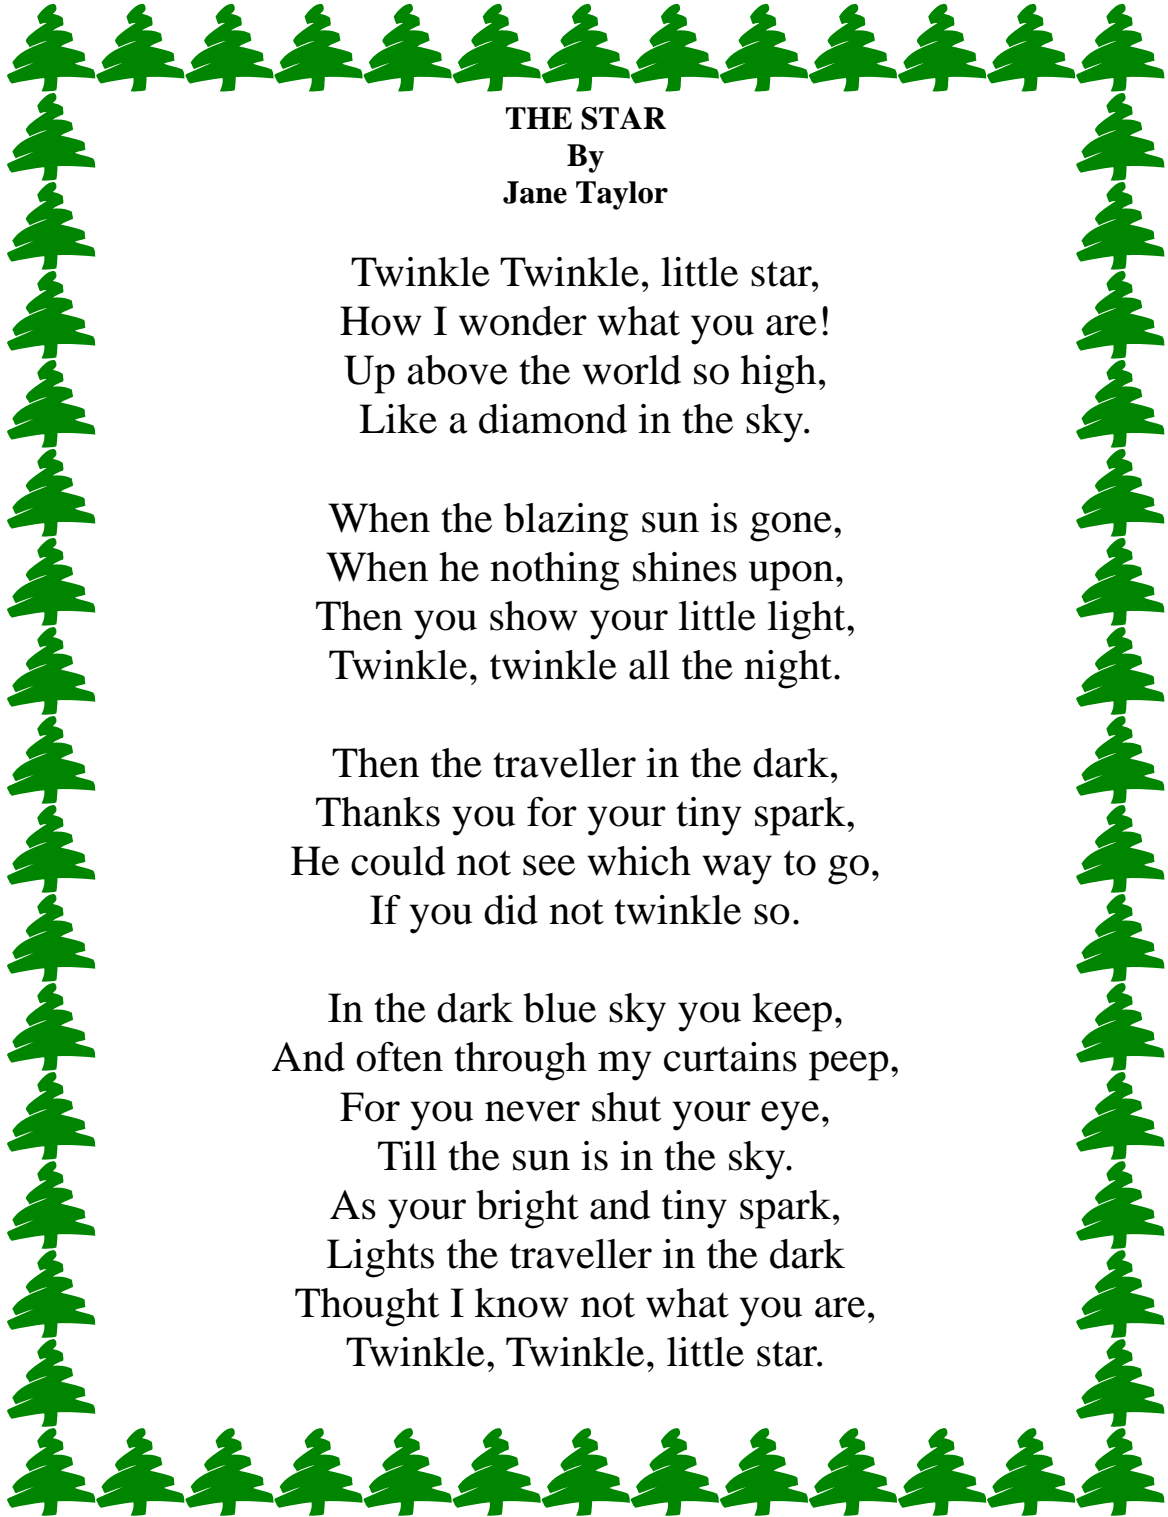 THE STAR
By
Jane Taylor
Twinkle Twinkle, little star,
How I wonder what you are!
Up above the world so high,
Like a diamond in the sky.
When the blazing sun is gone,
When he nothing shines upon,
Then you show your little light,
Twinkle, twinkle all the night.
Then the traveller in the dark,
Thanks you for your tiny spark,
He could not see which way to go,
If you did not twinkle so.
In the dark blue sky you keep,
And often through my curtains peep,
For you never shut your eye,
Till the sun is in the sky.
As your bright and tiny spark,
Lights the traveller in the dark
Thought I know not what you are,
Twinkle, Twinkle, little star.